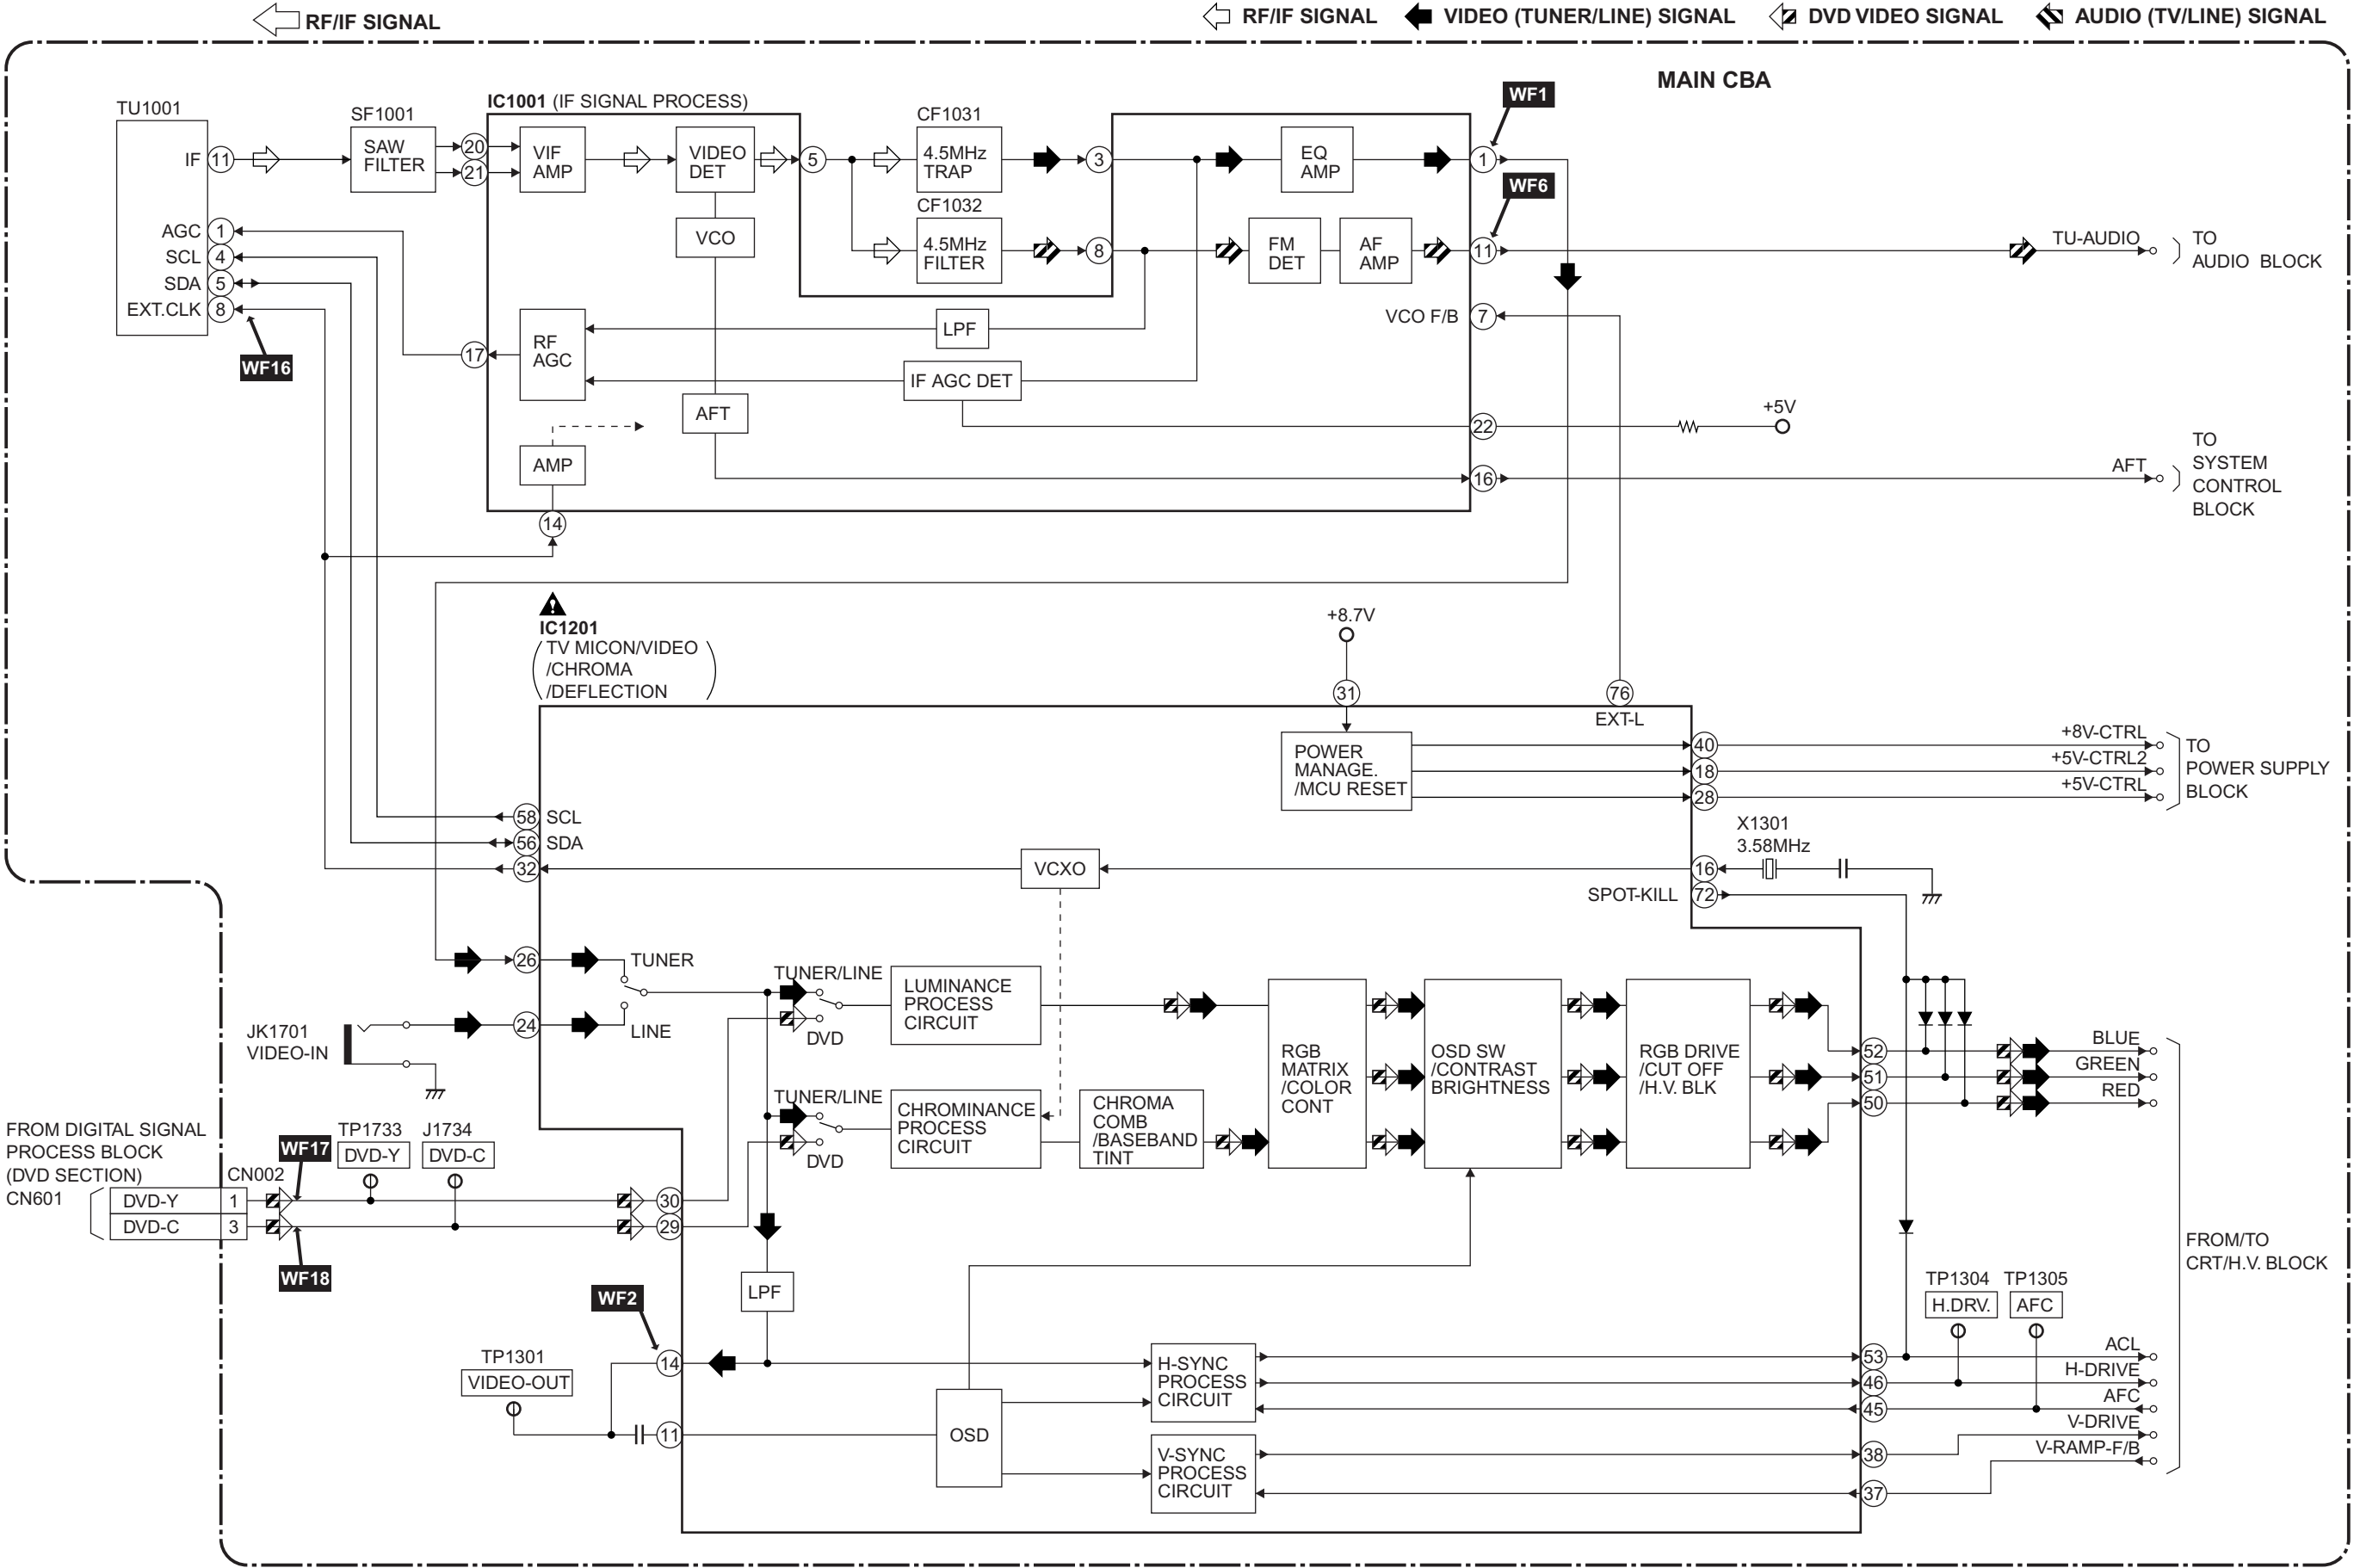 RF/IF SIGNAL
RF/IF SIGNAL
VIDEO (TUNER/LINE) SIGNAL
DVD VIDEO SIGNAL
AUDIO (TV/LINE) SIGNAL
MAIN CBA
TU1001
IF
11
AGC
1
SCL
4
SDA
5
EXT.CLK
8
WF16
SF1001
SAW
FILTER
IC1001 (IF SIGNAL PROCESS)
20
21
VIF
AMP
VIDEO
DET
VCO
5
CF1031
4.5MHz
TRAP
3
CF1032
4.5MHz
FILTER
8
EQ
AMP
1
WF1
FM
DET
AF
AMP
11
WF6
TU-AUDIO
TO
AUDIO BLOCK
VCO F/B
7
LPF
RF
AGC
17
IF AGC DET
AFT
22
+5V
AMP
14
16
AFT
TO
SYSTEM
CONTROL
BLOCK
IC1201
TV MICON/VIDEO
/CHROMA
/DEFLECTION
+8.7V
31
76
EXT-L
POWER
MANAGE.
/MCU RESET
40
18
28
+8V-CTRL
+5V-CTRL2
+5V-CTRL
TO
POWER SUPPLY
BLOCK
58
SCL
56
SDA
32
VCXO
16
X1301
3.58MHz
SPOT-KILL
72
26
TUNER
24
LINE
JK1701
VIDEO-IN
TUNER/LINE
DVD
LUMINANCE
PROCESS
CIRCUIT
TUNER/LINE
DVD
CHROMINANCE
PROCESS
CIRCUIT
CHROMA
COMB
/BASEBAND
TINT
RGB
MATRIX
/COLOR
CONT
OSD SW
/CONTRAST
BRIGHTNESS
RGB DRIVE
/CUT OFF
/H.V. BLK
52
51
50
BLUE
GREEN
RED
FROM DIGITAL SIGNAL
PROCESS BLOCK
(DVD SECTION)
CN601
CN002
DVD-Y
1
DVD-C
3
WF17
WF18
TP1733
DVD-Y
J1734
DVD-C
30
29
LPF
WF2
14
TP1301
VIDEO-OUT
11
OSD
H-SYNC
PROCESS
CIRCUIT
V-SYNC
PROCESS
CIRCUIT
53
46
45
38
37
TP1304
H.DRV.
TP1305
AFC
ACL
H-DRIVE
AFC
V-DRIVE
V-RAMP-F/B
FROM/TO
CRT/H.V. BLOCK